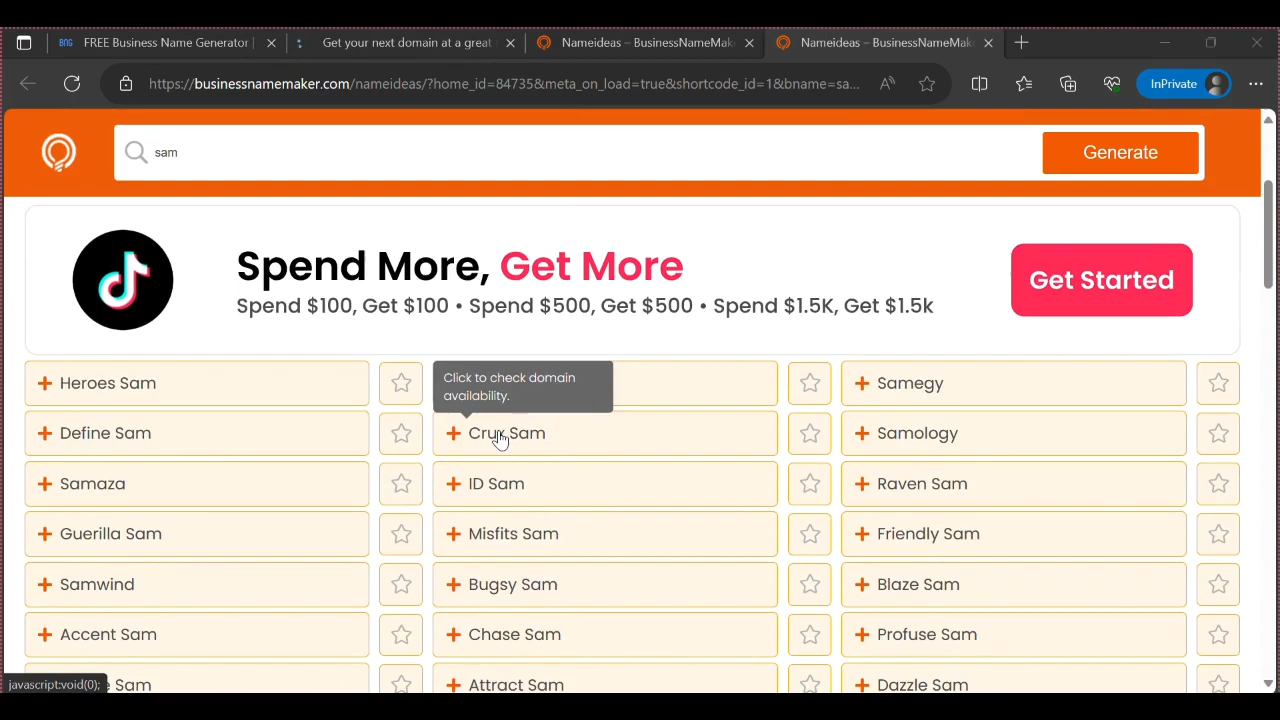 BNG FREE Business Name Generator
Get your next domain at a great
Nameideas – BusinessNameMak
Nameideas – BusinessNameMak
https://businessnamemaker.com/nameideas/?home_id=84735&meta_on_load=true&shortcode_id=1&bname=sa...
InPrivate
sam
Generate
Spend More, Get More
Spend $100, Get $100 • Spend $500, Get $500 • Spend $1.5K, Get $1.5k
Get Started
Heroes Sam
Click to check domain
availability.
Samegy
Define Sam
Crux Sam
Samology
Samaza
ID Sam
Raven Sam
Guerilla Sam
Misfits Sam
Friendly Sam
Samwind
Bugsy Sam
Blaze Sam
Accent Sam
Chase Sam
Profuse Sam
Sam
Attract Sam
Dazzle Sam
javascript:void(0);